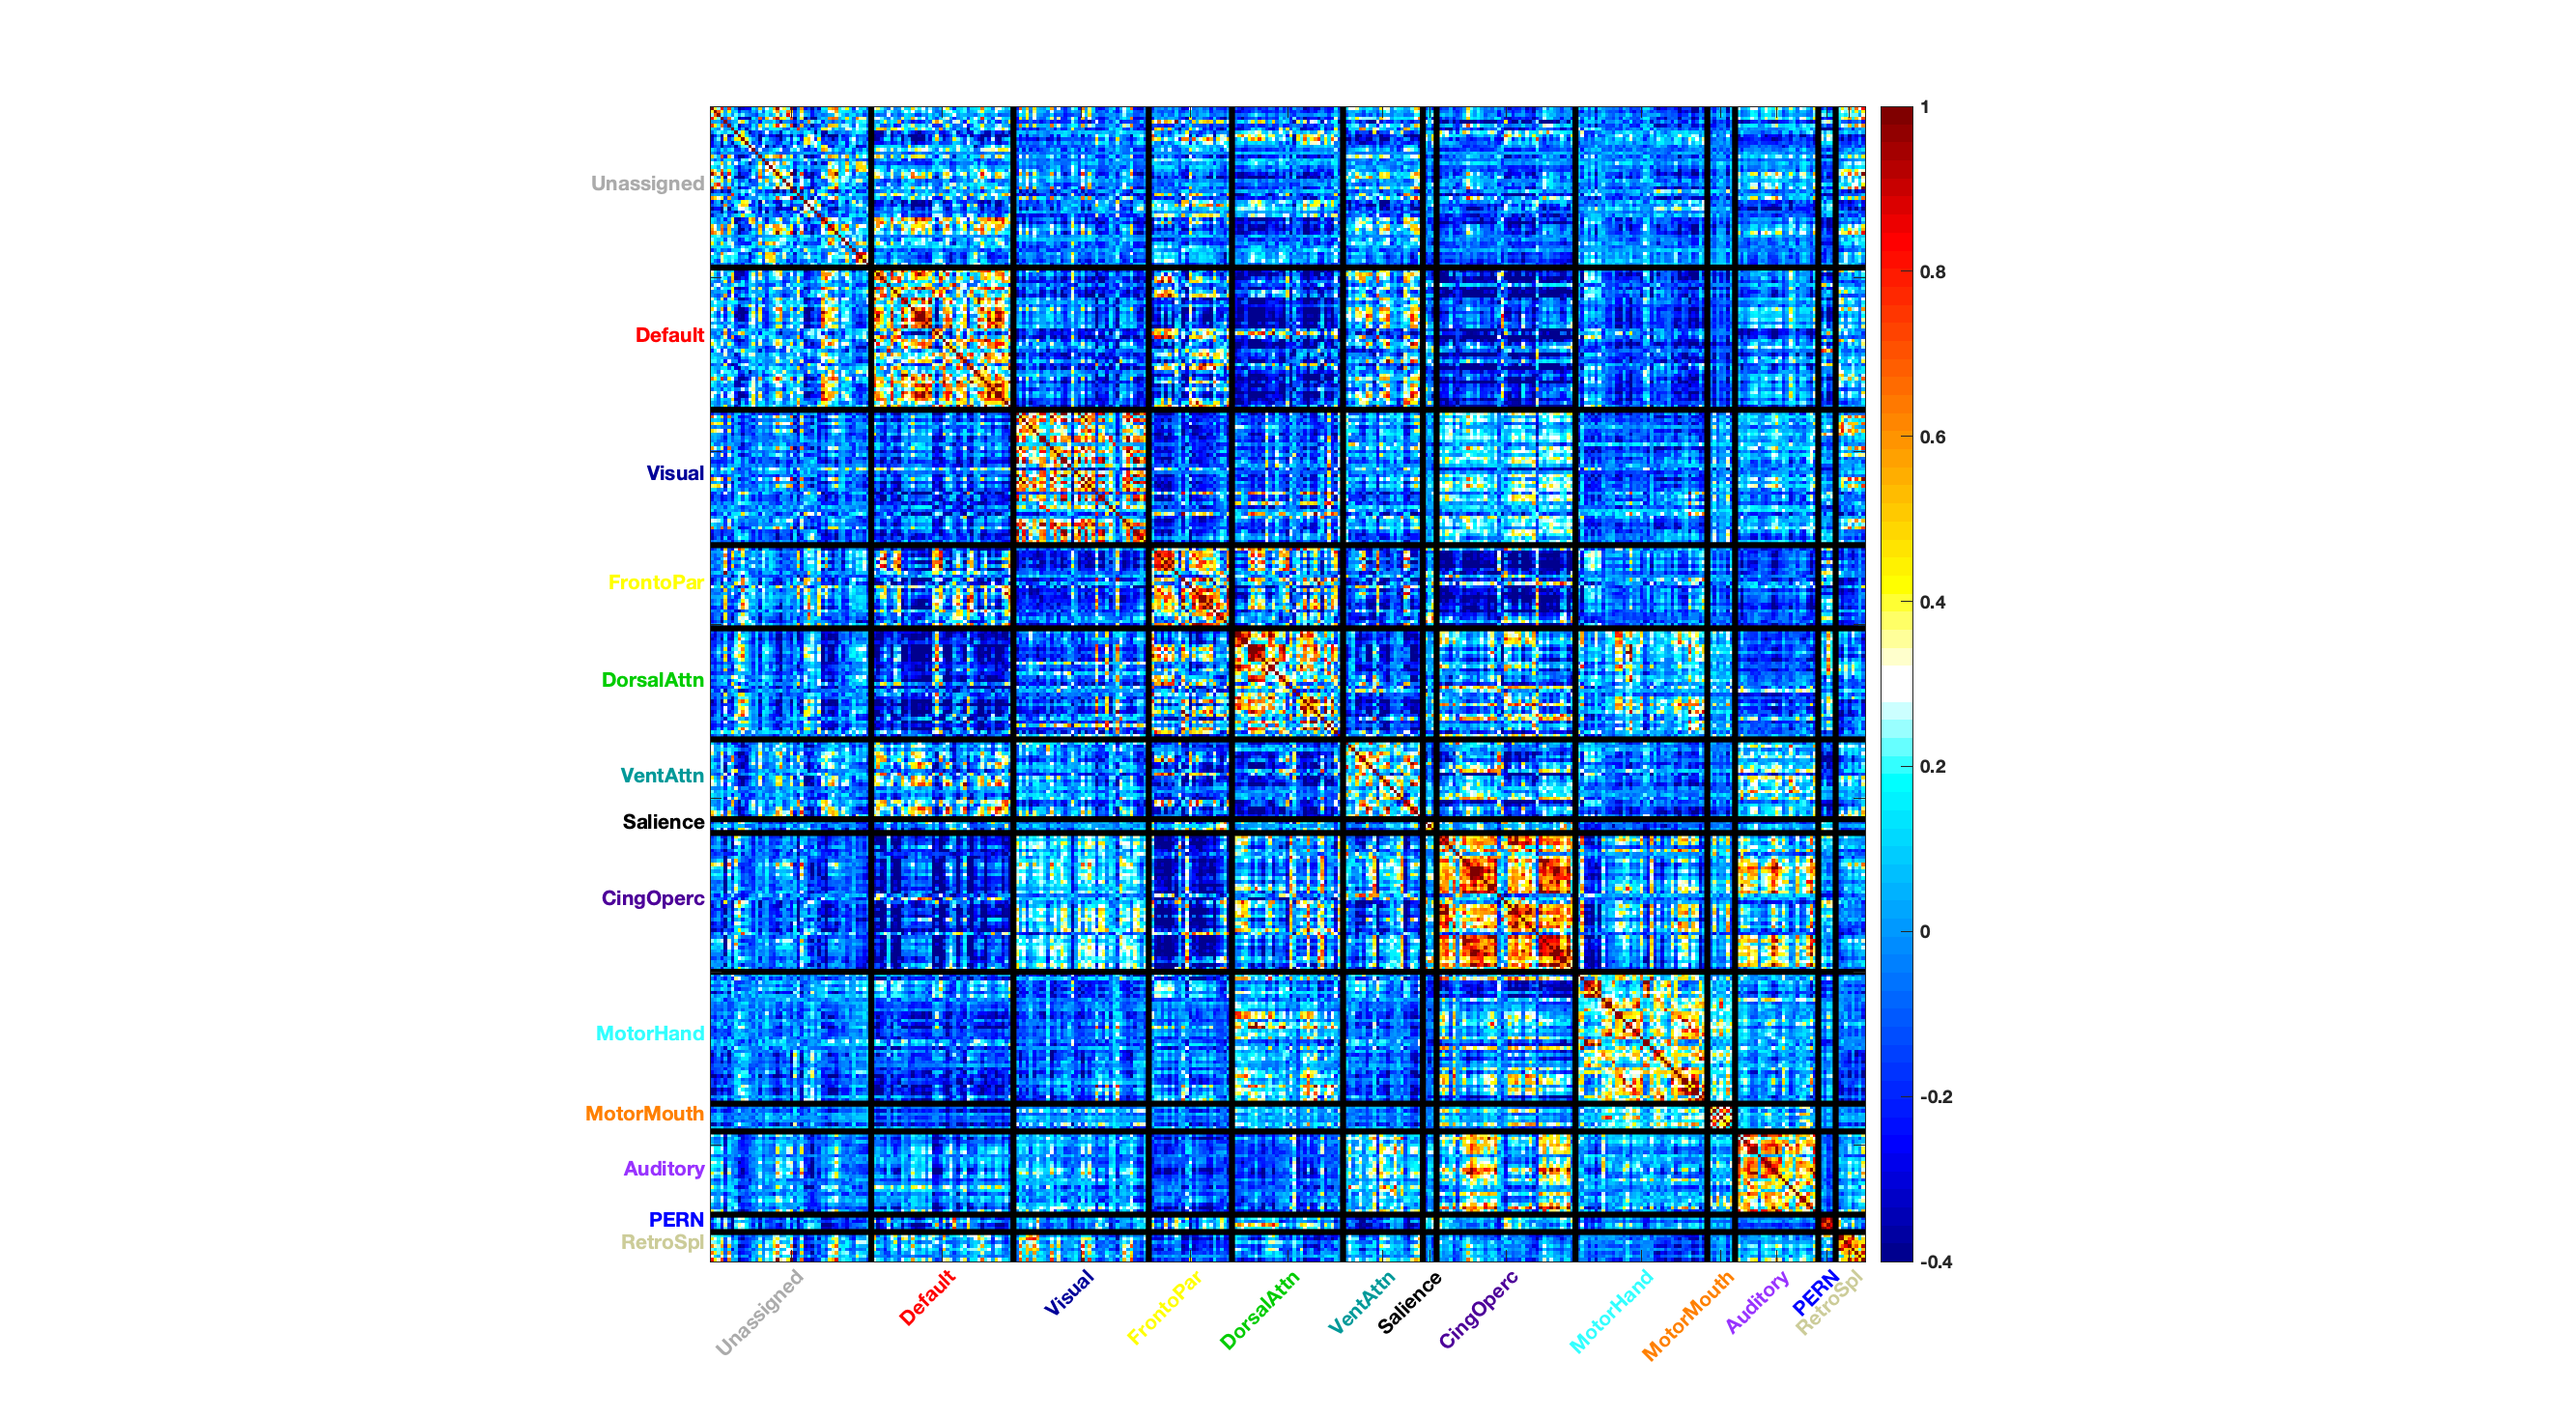 Unassigned
Default
Visual
FrontoPar
DorsalAttn
VentAttn
Salience
CingOperc
MotorHand
MotorMouth
Auditory
PERN
RetroSpl
Unassigned
Default
Visual
FrontoPar
DorsalAttn
VentAttn
Salience
CingOperc
MotorHand
MotorMouth
Auditory
PERN
RetroSpl
1
0.8
0.6
0.4
0.2
0
-0.2
-0.4